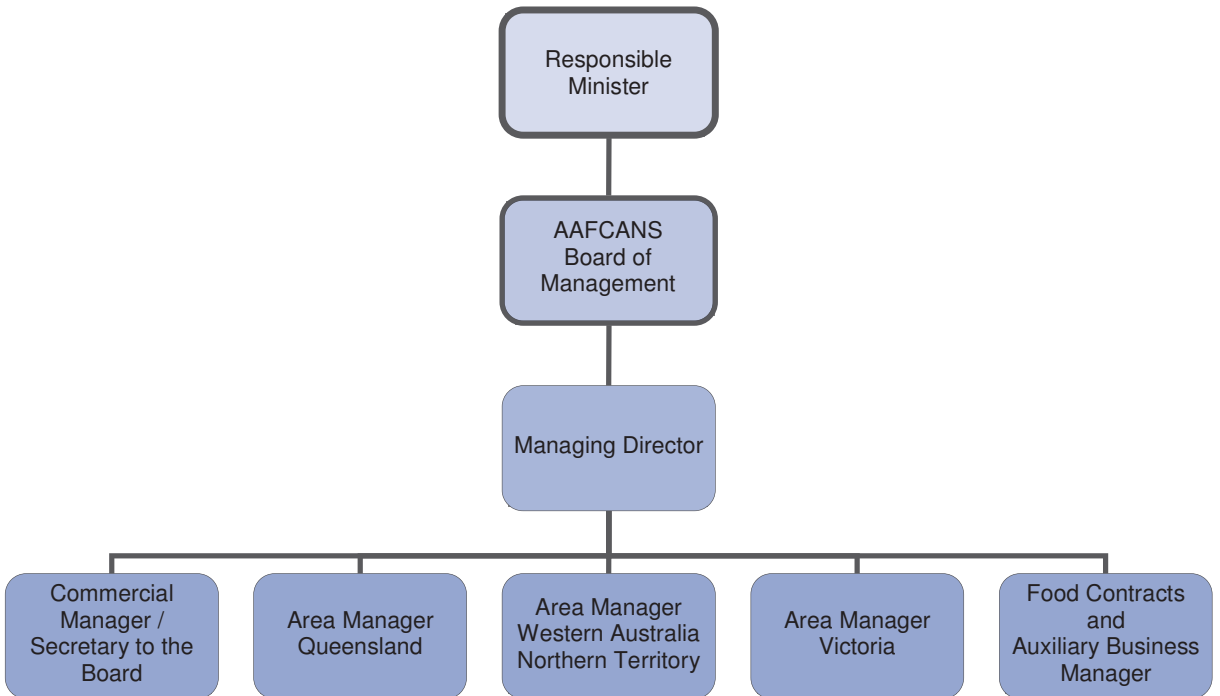 Responsible
Minister
AAFCANS
Board of
Management
Managing Director
Commercial
Manager /
Secretary to the
Board
Area Manager
Queensland
Area Manager
Western Australia
Northern Territory
Area Manager
Victoria
Food Contracts
and
Auxiliary Business
Manager